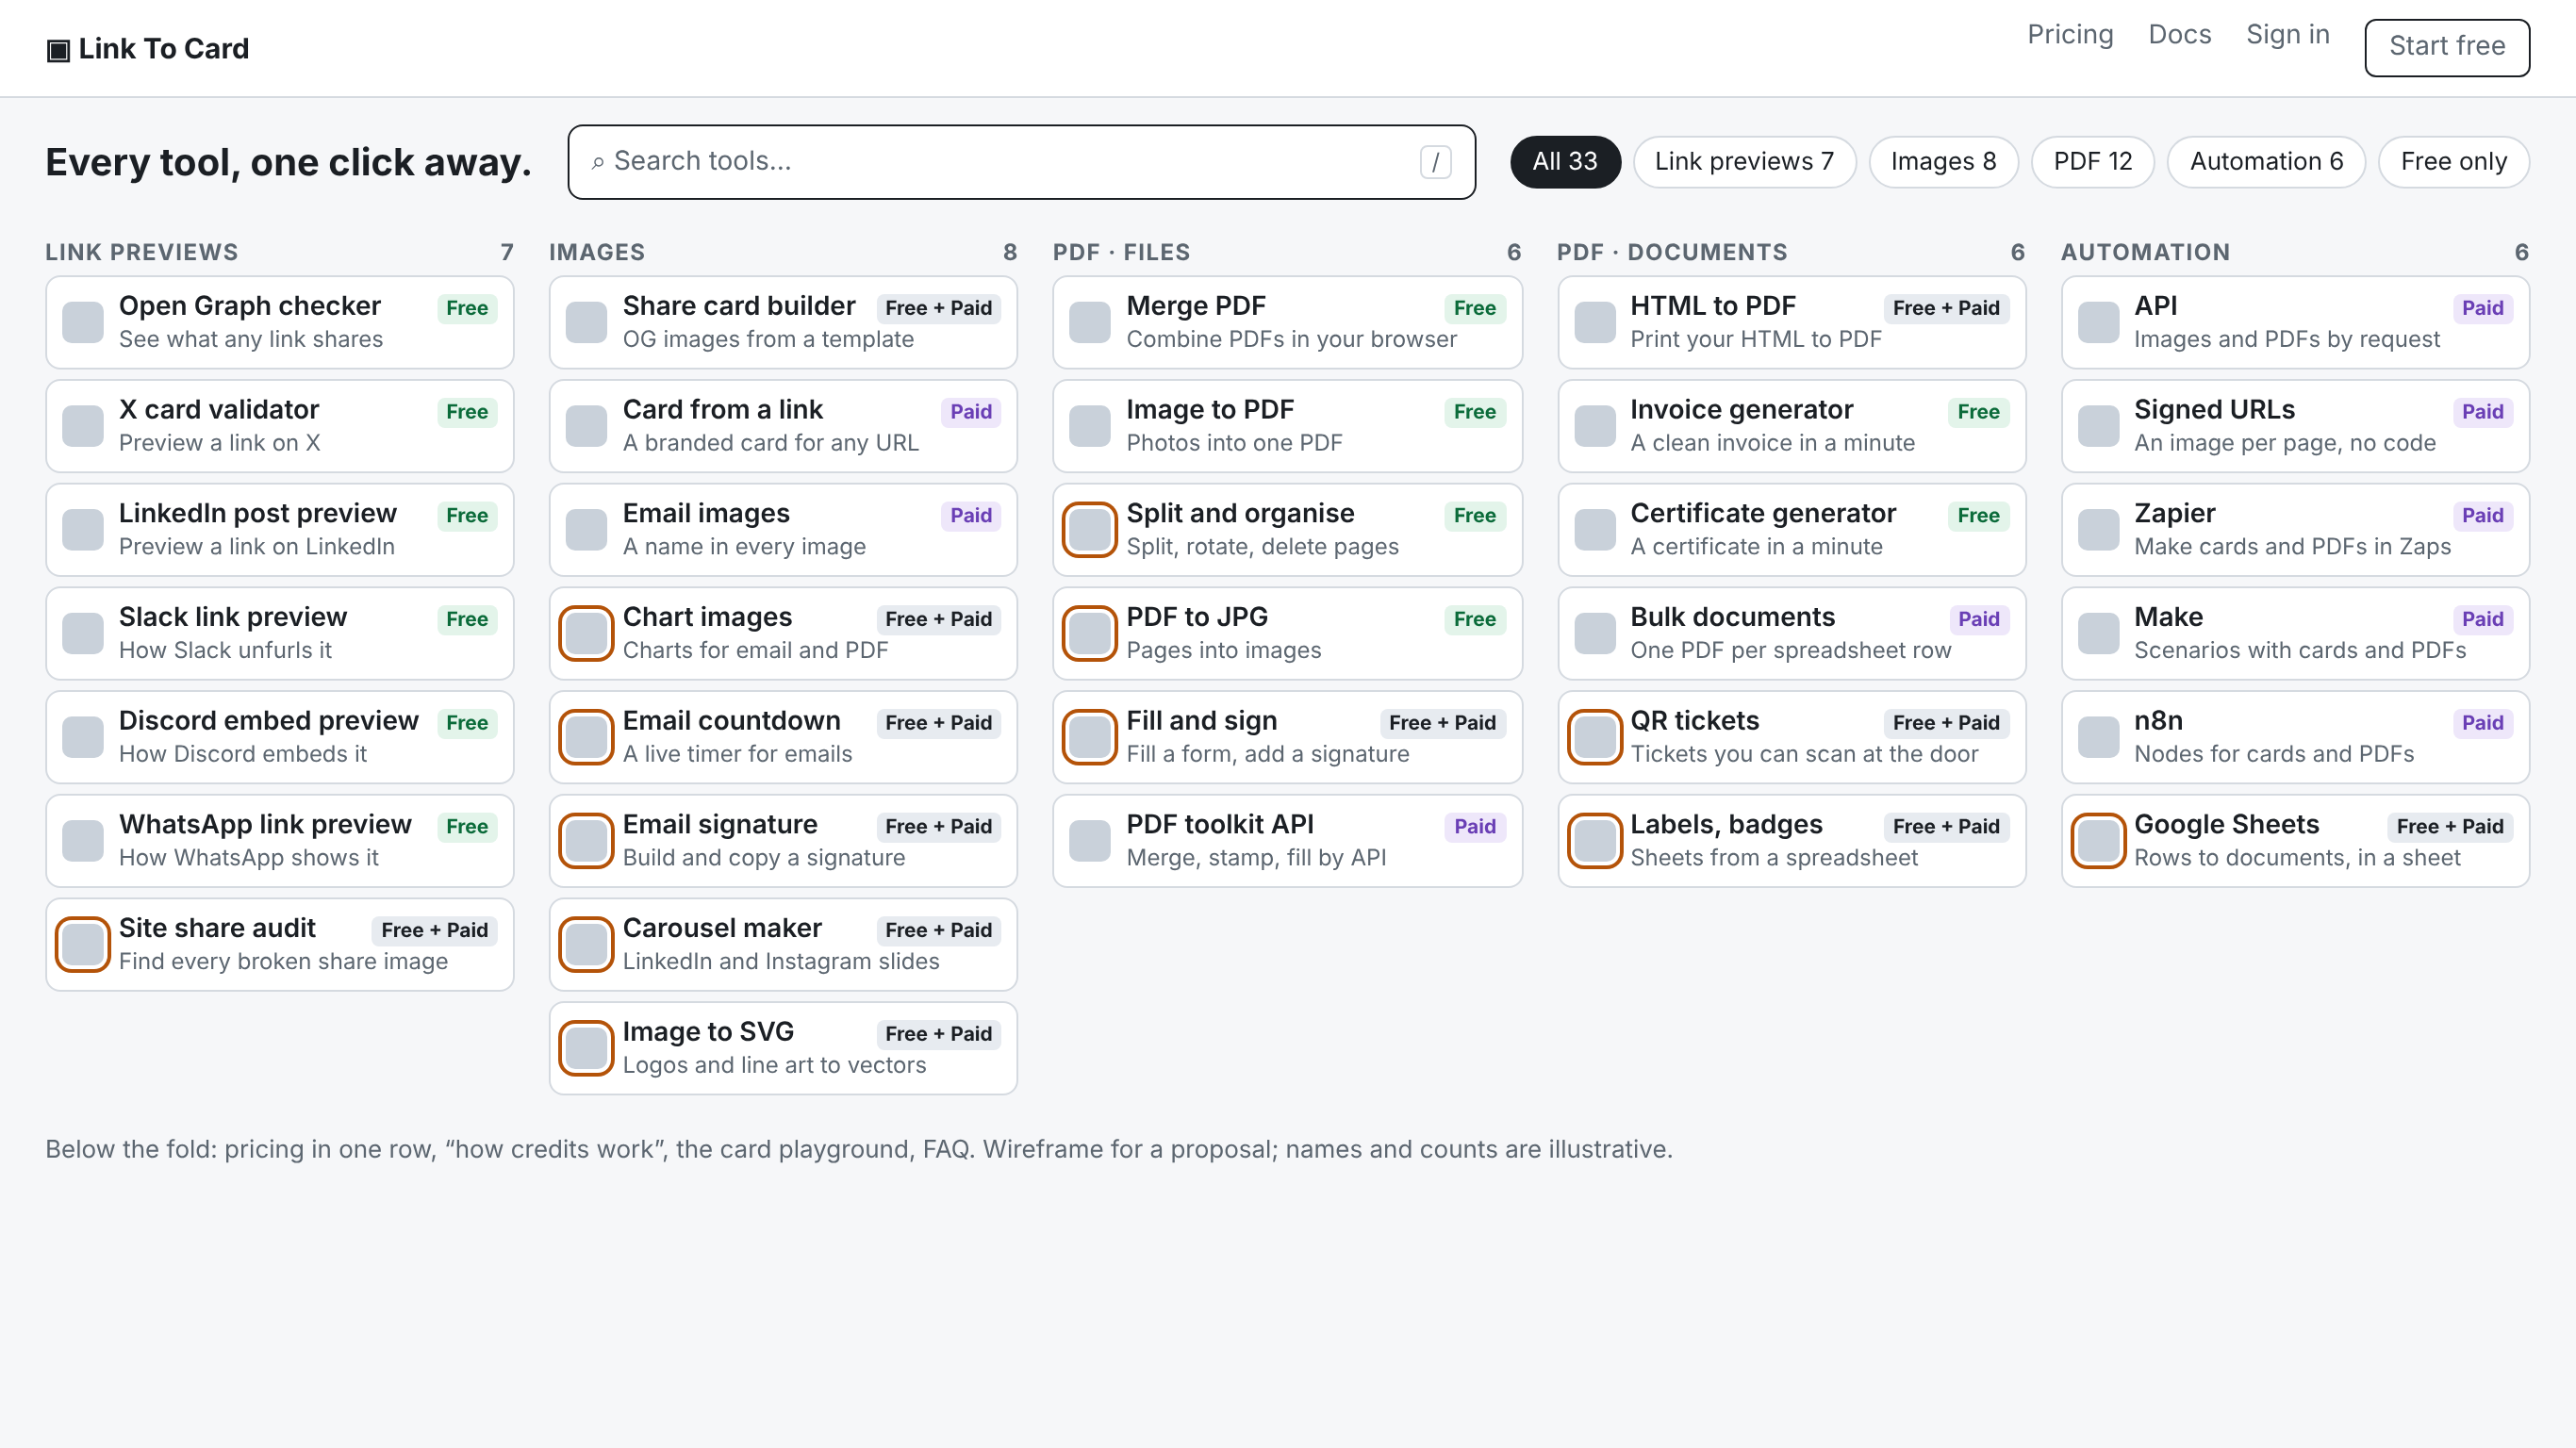 ▣ Link To Card
Pricing Docs Sign in Start free
Every tool, one click away.
⌕ Search tools… /
All 33 Link previews 7 Images 8 PDF 12 Automation 6 Free only
LINK PREVIEWS 7
Open Graph checker Free
See what any link shares
X card validator Free
Preview a link on X
LinkedIn post preview Free
Preview a link on LinkedIn
Slack link preview Free
How Slack unfurls it
Discord embed preview Free
How Discord embeds it
WhatsApp link preview Free
How WhatsApp shows it
Site share audit Free + Paid
Find every broken share image
IMAGES 8
Share card builder Free + Paid
OG images from a template
Card from a link Paid
A branded card for any URL
Email images Paid
A name in every image
Chart images Free + Paid
Charts for email and PDF
Email countdown Free + Paid
A live timer for emails
Email signature Free + Paid
Build and copy a signature
Carousel maker Free + Paid
LinkedIn and Instagram slides
Image to SVG Free + Paid
Logos and line art to vectors
PDF · FILES 6
Merge PDF Free
Combine PDFs in your browser
Image to PDF Free
Photos into one PDF
Split and organise Free
Split, rotate, delete pages
PDF to JPG Free
Pages into images
Fill and sign Free + Paid
Fill a form, add a signature
PDF toolkit API Paid
Merge, stamp, fill by API
PDF · DOCUMENTS 6
HTML to PDF Free + Paid
Print your HTML to PDF
Invoice generator Free
A clean invoice in a minute
Certificate generator Free
A certificate in a minute
Bulk documents Paid
One PDF per spreadsheet row
QR tickets Free + Paid
Tickets you can scan at the door
Labels, badges Free + Paid
Sheets from a spreadsheet
AUTOMATION 6
API Paid
Images and PDFs by request
Signed URLs Paid
An image per page, no code
Zapier Paid
Make cards and PDFs in Zaps
Make Paid
Scenarios with cards and PDFs
n8n Paid
Nodes for cards and PDFs
Google Sheets Free + Paid
Rows to documents, in a sheet
Below the fold: pricing in one row, “how credits work”, the card playground, FAQ. Wireframe for a proposal; names and counts are illustrative.